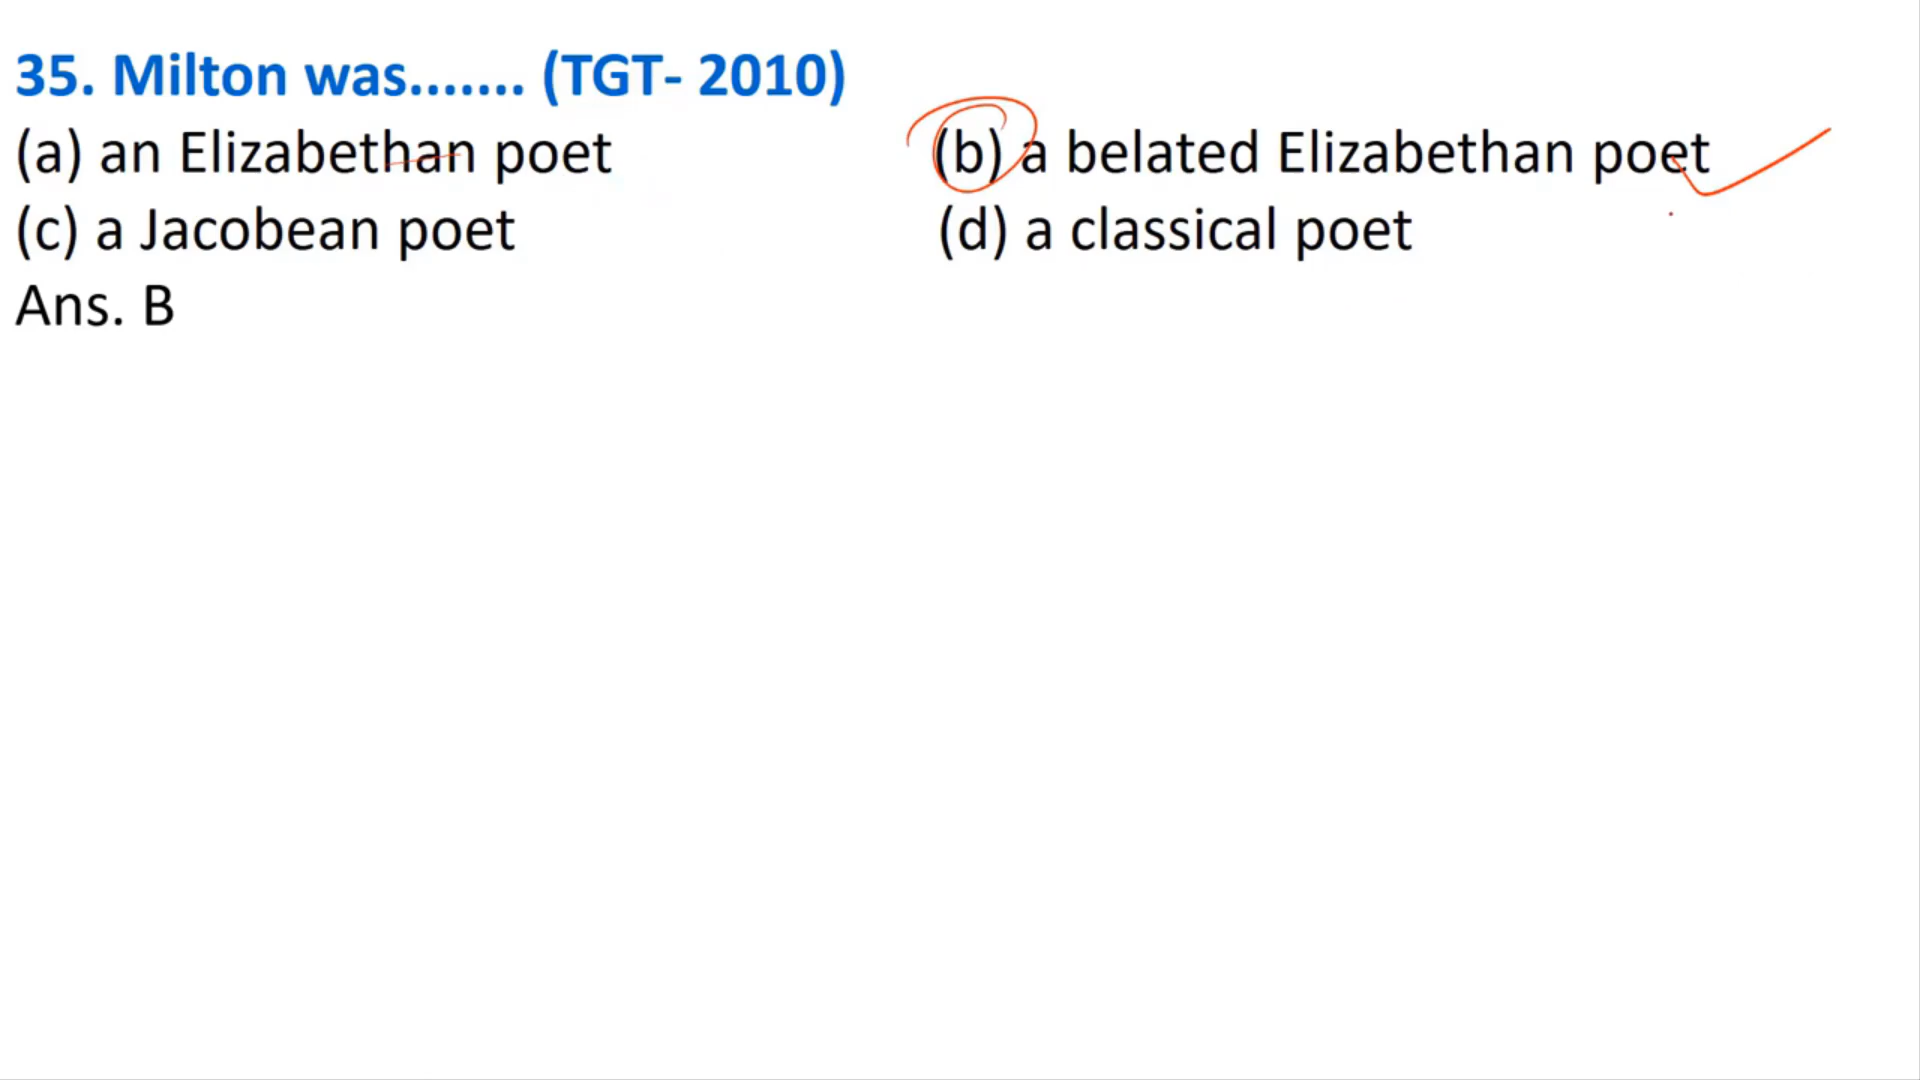 35. Milton was....... (TGT- 2010)
(a) an Elizabethan poet (b) a belated Elizabethan poet
(c) a Jacobean poet (d) a classical poet
Ans. B